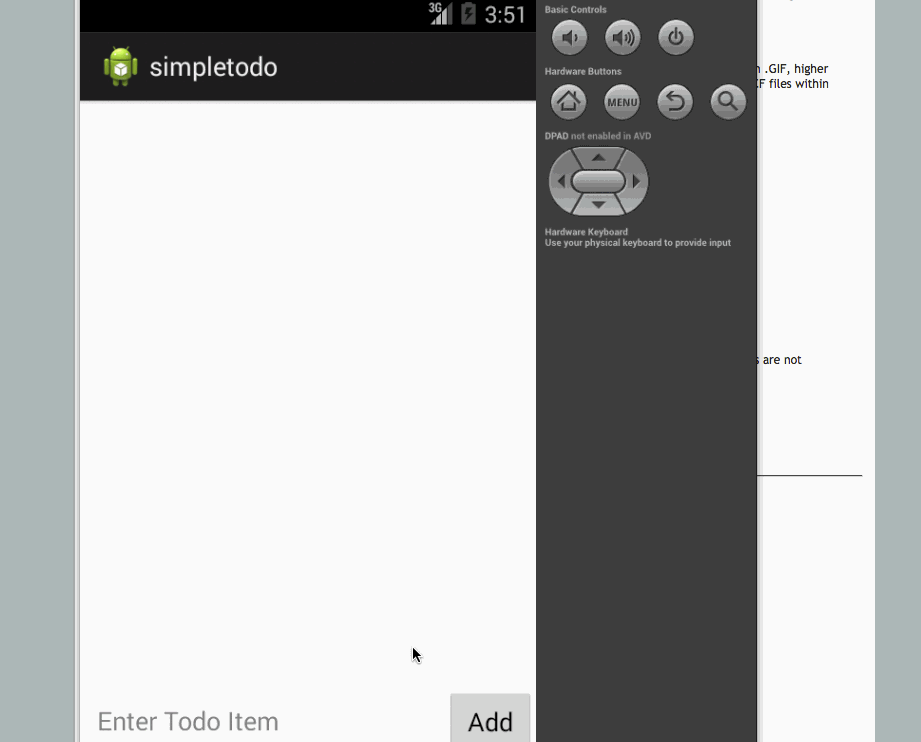 3G
3:51
simpletodo
Enter Todo Item
Add
Basic Controls
Hardware Buttons
MENU
DPAD not enabled in AVD
Hardware Keyboard
Use your physical keyboard to provide input
.GIF, higher
files within
are not